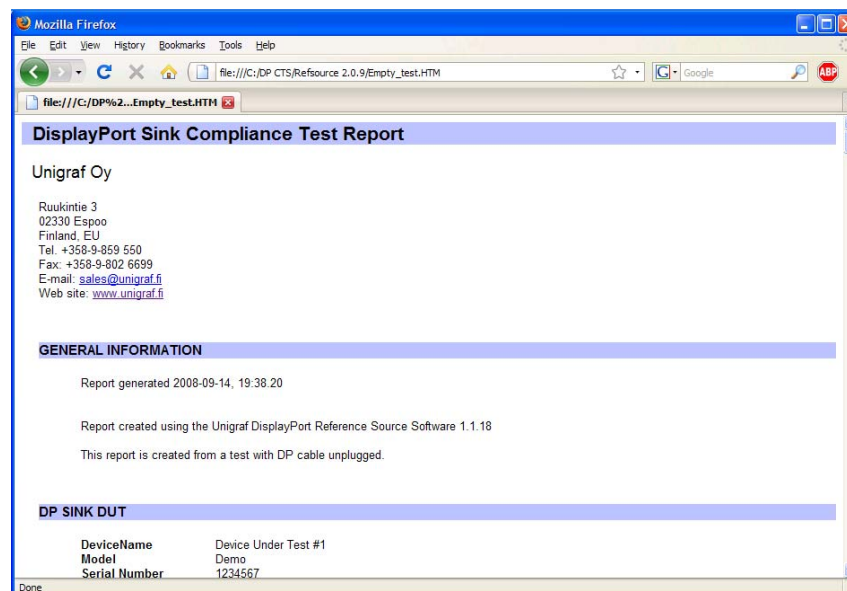 Mozilla Firefox
File Edit View History Bookmarks Tools Help
file:///C:/DP CTS/Refsource 2.0.9/Empty_test.HTM
G Google
ABP
file:///C:/DP%2...Empty_test.HTM
DisplayPort Sink Compliance Test Report
Unigraf Oy
Ruukintie 3
02330 Espoo
Finland, EU
Tel. +358-9-859 550
Fax: +358-9-802 6699
E-mail: sales@unigraf.fi
Web site: www.unigraf.fi
GENERAL INFORMATION
Report generated 2008-09-14, 19:38.20
Report created using the Unigraf DisplayPort Reference Source Software 1.1.18
This report is created from a test with DP cable unplugged.
DP SINK DUT
DeviceName Device Under Test #1
Model Demo
Serial Number 1234567
Done